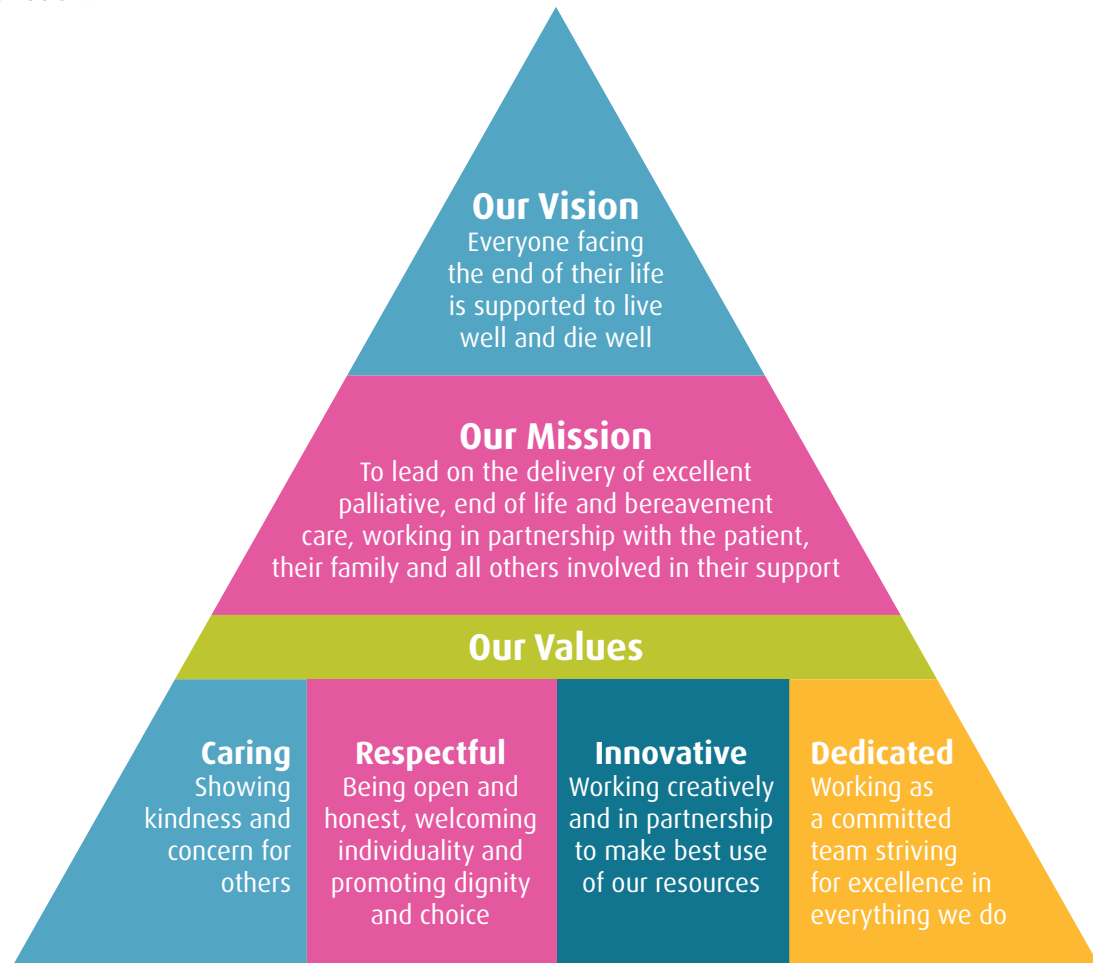 Our Vision
Everyone facing
the end of their life
is supported to live
well and die well
Our Mission
To lead on the delivery of excellent
palliative, end of life and bereavement
care, working in partnership with the patient,
their family and all others involved in their support
Our Values
Caring
Showing
kindness and
concern for
others
Respectful
Being open and
honest, welcoming
individuality and
promoting dignity
and choice
Innovative
Working creatively
and in partnership
to make best use
of our resources
Dedicated
Working as
a committed
team striving
for excellence in
everything we do